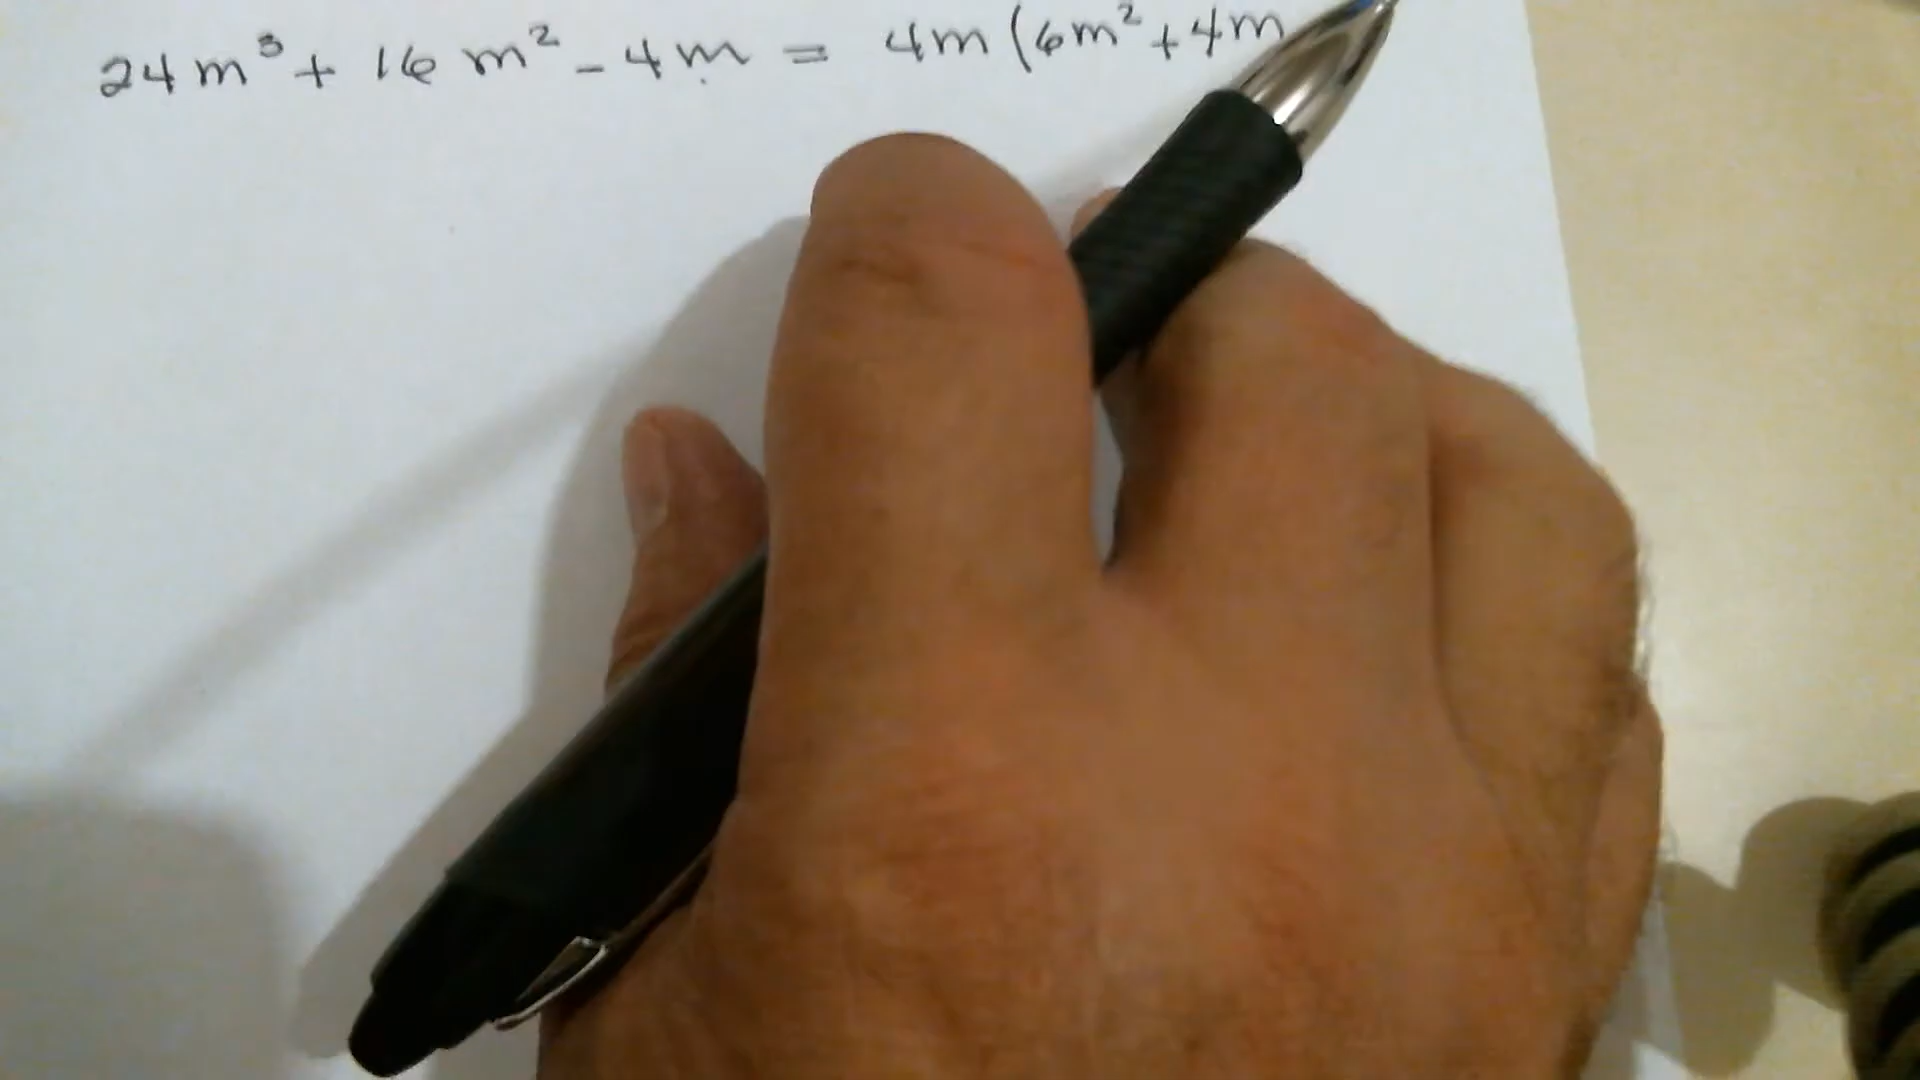 24m³ + 16m² - 4m = 4m (6m² + 4m